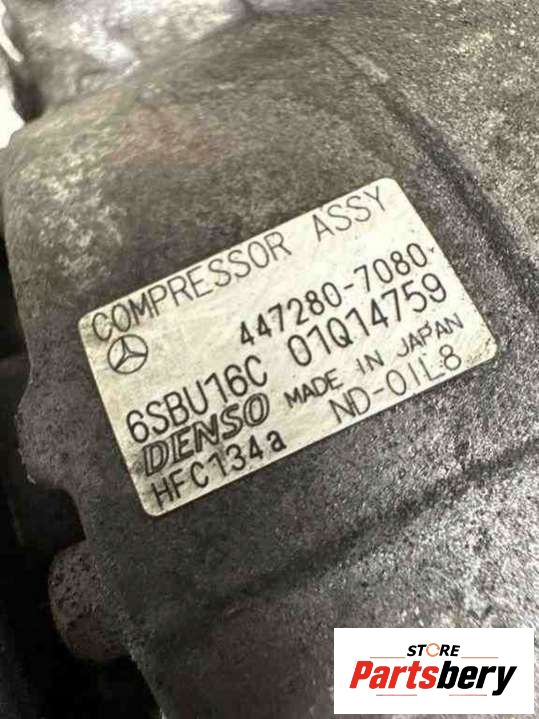 COMPRESSOR ASSY
447280-7080
6SBU16C 01Q14759
DENSO MADE IN JAPAN
HFC134a ND-OIL8
STORE
Partsbery